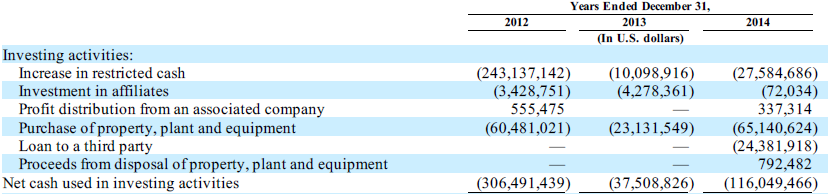 Years Ended December 31,
2012 2013 2014
(In U.S. dollars)
Investing activities:
Increase in restricted cash (243,137,142) (10,098,916) (27,584,686)
Investment in affiliates (3,428,751) (4,278,361) (72,034)
Profit distribution from an associated company 555,475 — 337,314
Purchase of property, plant and equipment (60,481,021) (23,131,549) (65,140,624)
Loan to a third party — — (24,381,918)
Proceeds from disposal of property, plant and equipment — — 792,482
Net cash used in investing activities (306,491,439) (37,508,826) (116,049,466)